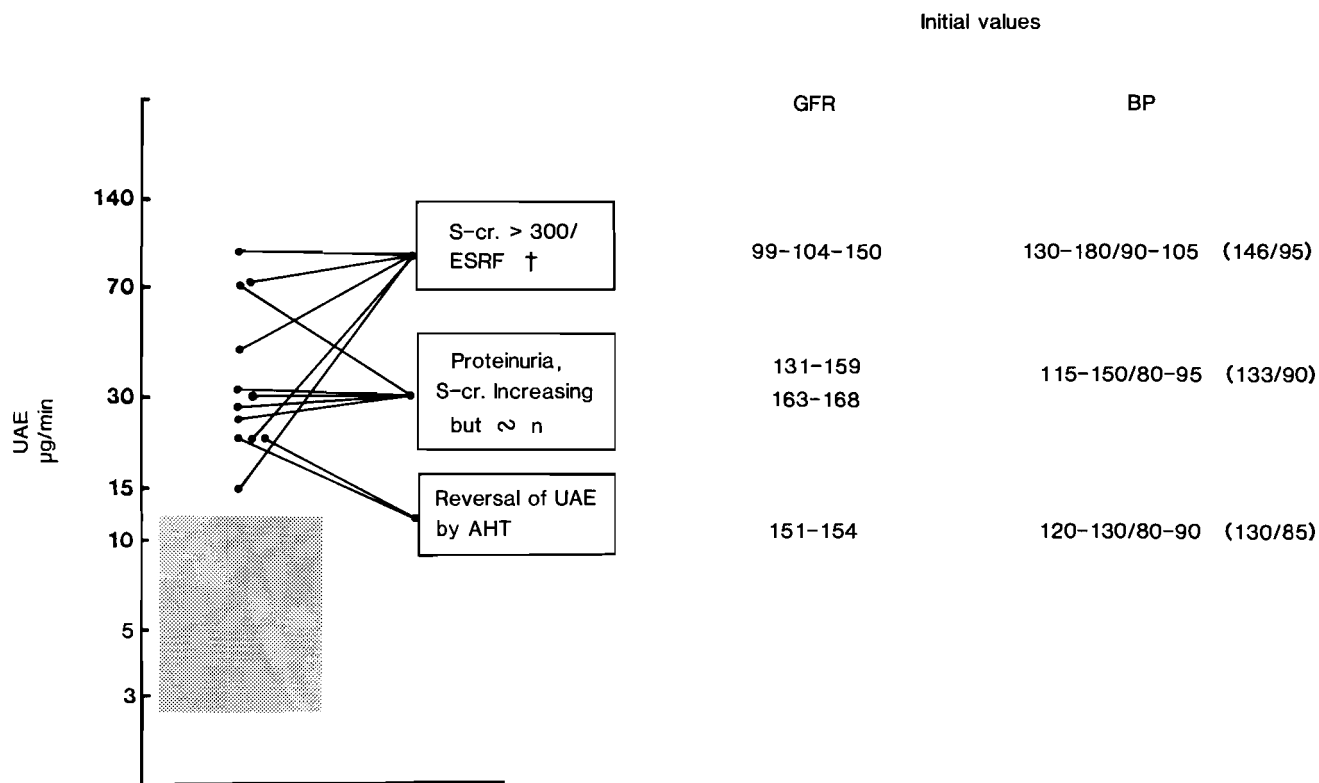 Initial values
GFR
BP
140
70
30
15
10
5
3
UAE
µg/min
S-cr. > 300/
ESRF †
99-104-150
130-180/90-105 (146/95)
Proteinuria,
S-cr. Increasing
but ∾ n
131-159
163-168
115-150/80-95 (133/90)
Reversal of UAE
by AHT
151-154
120-130/80-90 (130/85)